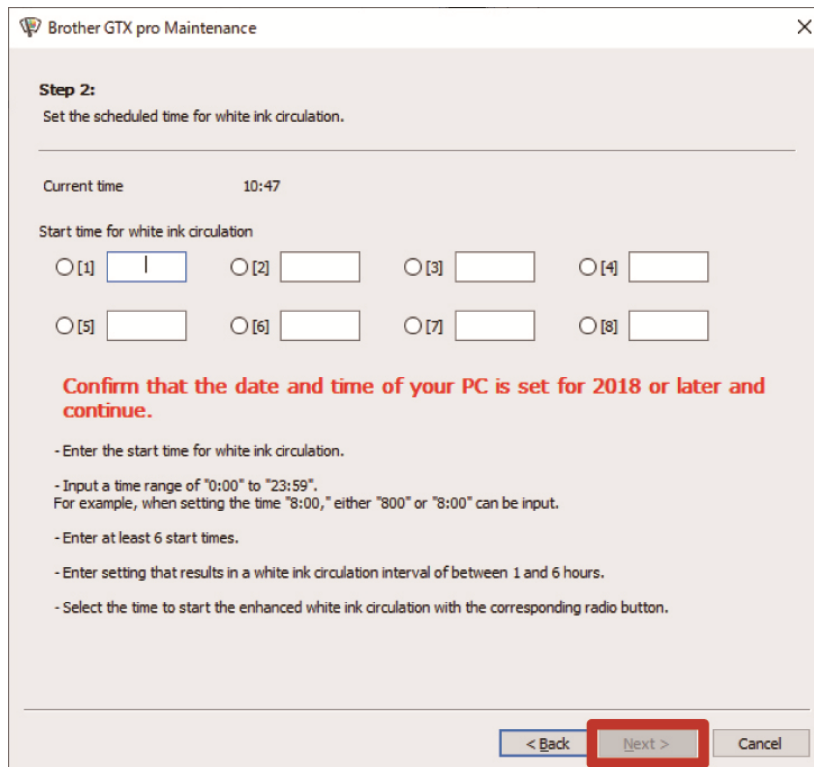 Brother GTX pro Maintenance
Step 2:
Set the scheduled time for white ink circulation.
Current time 10:47
Start time for white ink circulation
[1] [2] [3] [4]
[5] [6] [7] [8]
Confirm that the date and time of your PC is set for 2018 or later and
continue.
- Enter the start time for white ink circulation.
- Input a time range of "0:00" to "23:59".
For example, when setting the time "8:00," either "800" or "8:00" can be input.
- Enter at least 6 start times.
- Enter setting that results in a white ink circulation interval of between 1 and 6 hours.
- Select the time to start the enhanced white ink circulation with the corresponding radio button.
< Back Next > Cancel